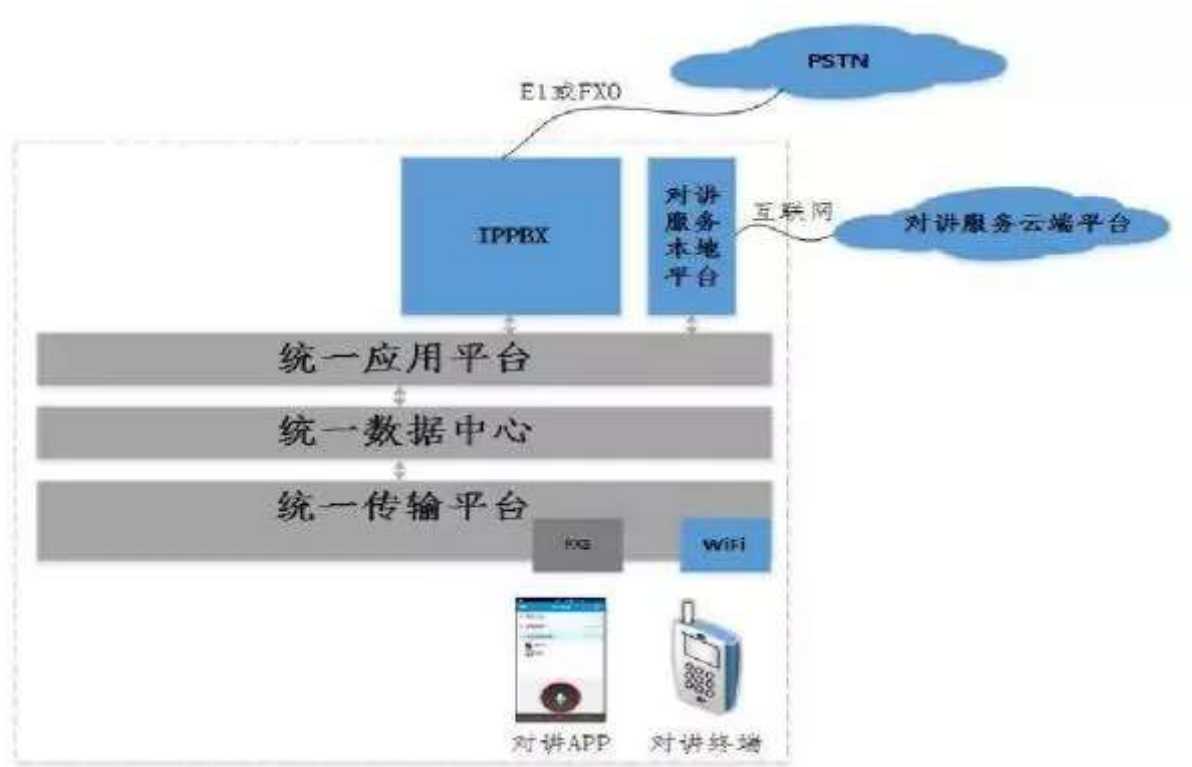 PSTN
E1或FXO
IPPBX
对讲
服务
本地
平台
互联网
对讲服务云端平台
统一应用平台
统一数据中心
统一传输平台
WiFi
对讲APP
对讲终端